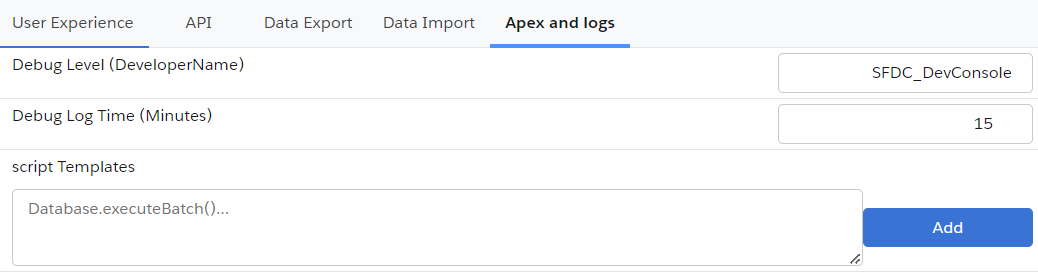 User Experience API Data Export Data Import Apex and logs
Debug Level (DeveloperName) SFDC_DevConsole
Debug Log Time (Minutes) 15
script Templates
Database.executeBatch()...
Add